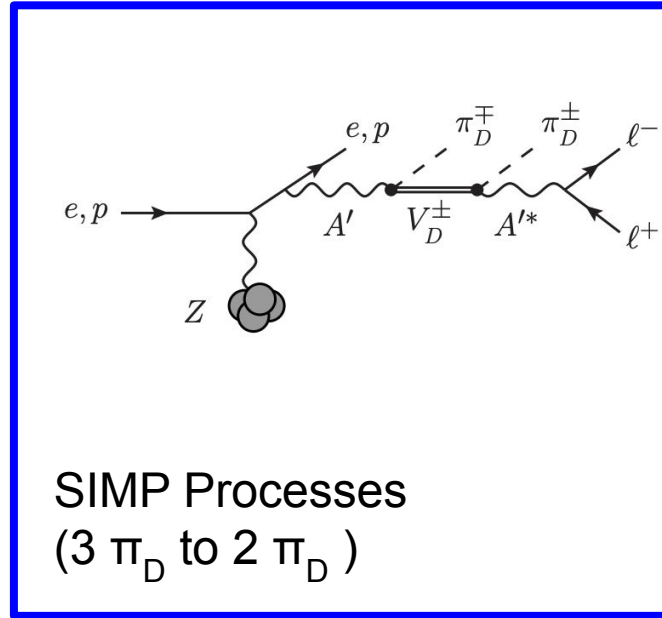 e, p
π_D^∓
π_D^±
ℓ⁻
e, p
A′
V_D^±
A′*
ℓ⁺
Z
SIMP Processes
(3 π_D to 2 π_D )